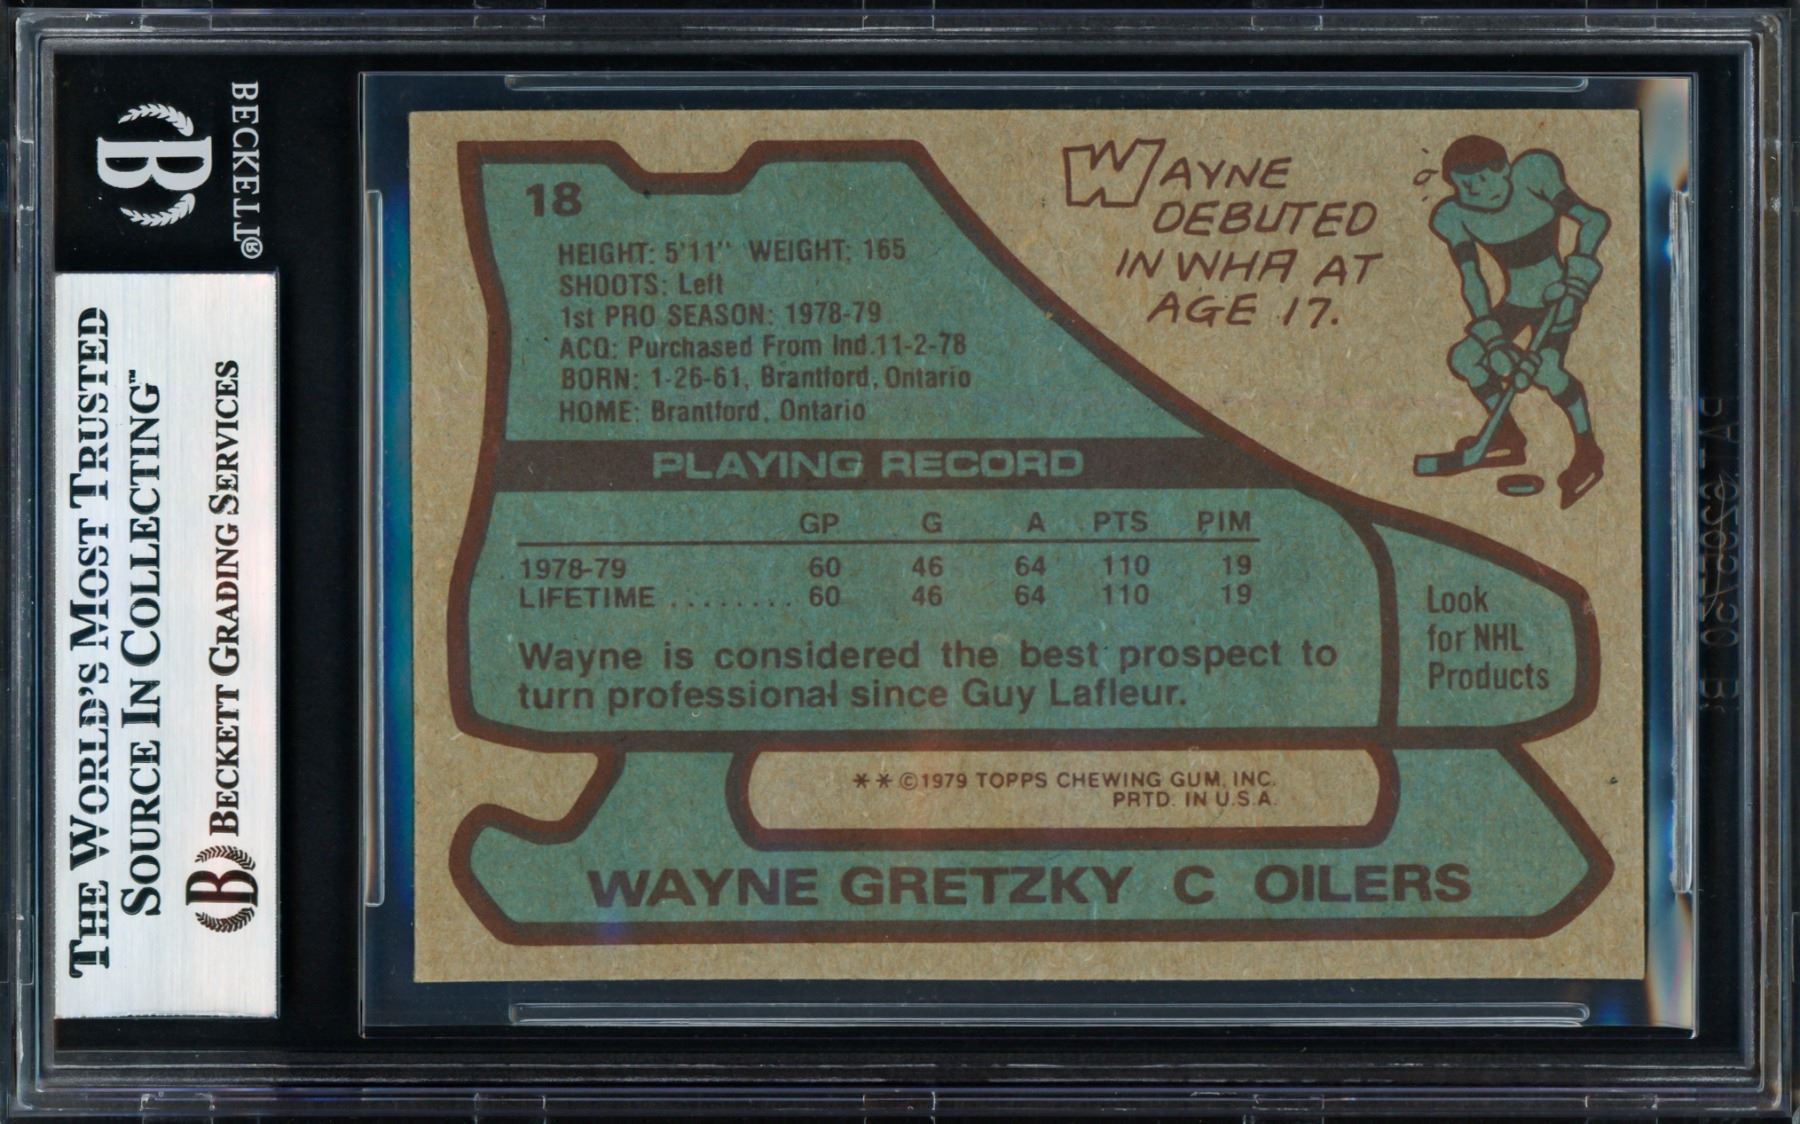 BECKETT®
B
THE WORLD'S MOST TRUSTED
SOURCE IN COLLECTING™
B BECKETT GRADING SERVICES
18
HEIGHT: 5'11" WEIGHT: 165
SHOOTS: Left
1st PRO SEASON: 1978-79
ACQ: Purchased From Ind.11-2-78
BORN: 1-26-61, Brantford, Ontario
HOME: Brantford, Ontario
WAYNE
DEBUTED
IN WHA AT
AGE 17.
PLAYING RECORD
GP G A PTS PIM
1978-79 60 46 64 110 19
LIFETIME ........ 60 46 64 110 19
Wayne is considered the best prospect to
turn professional since Guy Lafleur.
Look
for NHL
Products
**©1979 TOPPS CHEWING GUM, INC.
PRTD. IN U.S.A.
WAYNE GRETZKY C OILERS